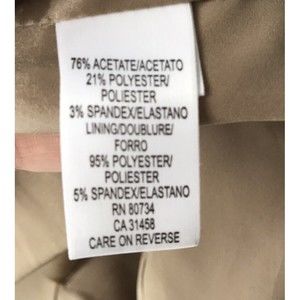 76% ACETATE/ACETATO
21% POLYESTER/
POLIESTER
3% SPANDEX/ELASTANO
LINING/DOUBLURE/
FORRO
95% POLYESTER/
POLIESTER
5% SPANDEX/ELASTANO
RN 80734
CA 31458
CARE ON REVERSE